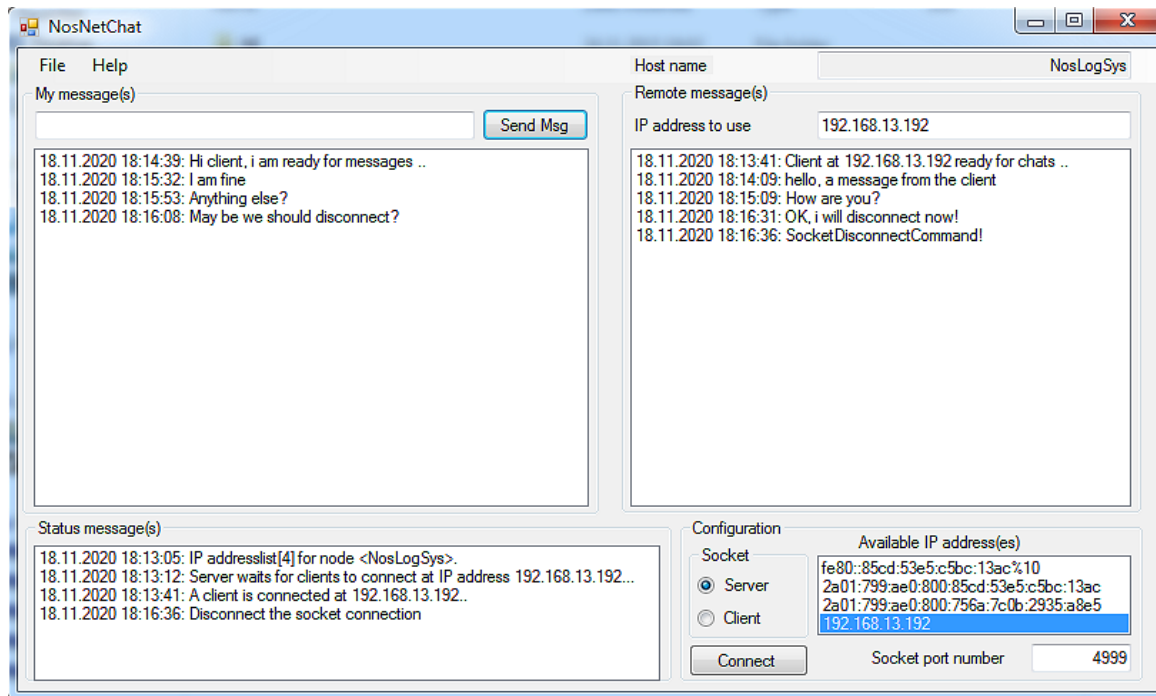 NosNetChat
File Help Host name NosLogSys
My message(s)
Send Msg
18.11.2020 18:14:39: Hi client, i am ready for messages ..
18.11.2020 18:15:32: I am fine
18.11.2020 18:15:53: Anything else?
18.11.2020 18:16:08: May be we should disconnect?
Remote message(s)
IP address to use 192.168.13.192
18.11.2020 18:13:41: Client at 192.168.13.192 ready for chats ..
18.11.2020 18:14:09: hello, a message from the client
18.11.2020 18:15:09: How are you?
18.11.2020 18:16:31: OK, i will disconnect now!
18.11.2020 18:16:36: SocketDisconnectCommand!
Status message(s)
18.11.2020 18:13:05: IP addresslist[4] for node <NosLogSys>.
18.11.2020 18:13:12: Server waits for clients to connect at IP address 192.168.13.192...
18.11.2020 18:13:41: A client is connected at 192.168.13.192..
18.11.2020 18:16:36: Disconnect the socket connection
Configuration
Socket
Server
Client
Connect
Available IP address(es)
fe80::85cd:53e5:c5bc:13ac%10
2a01:799:ae0:800:85cd:53e5:c5bc:13ac
2a01:799:ae0:800:756a:7c0b:2935:a8e5
192.168.13.192
Socket port number 4999